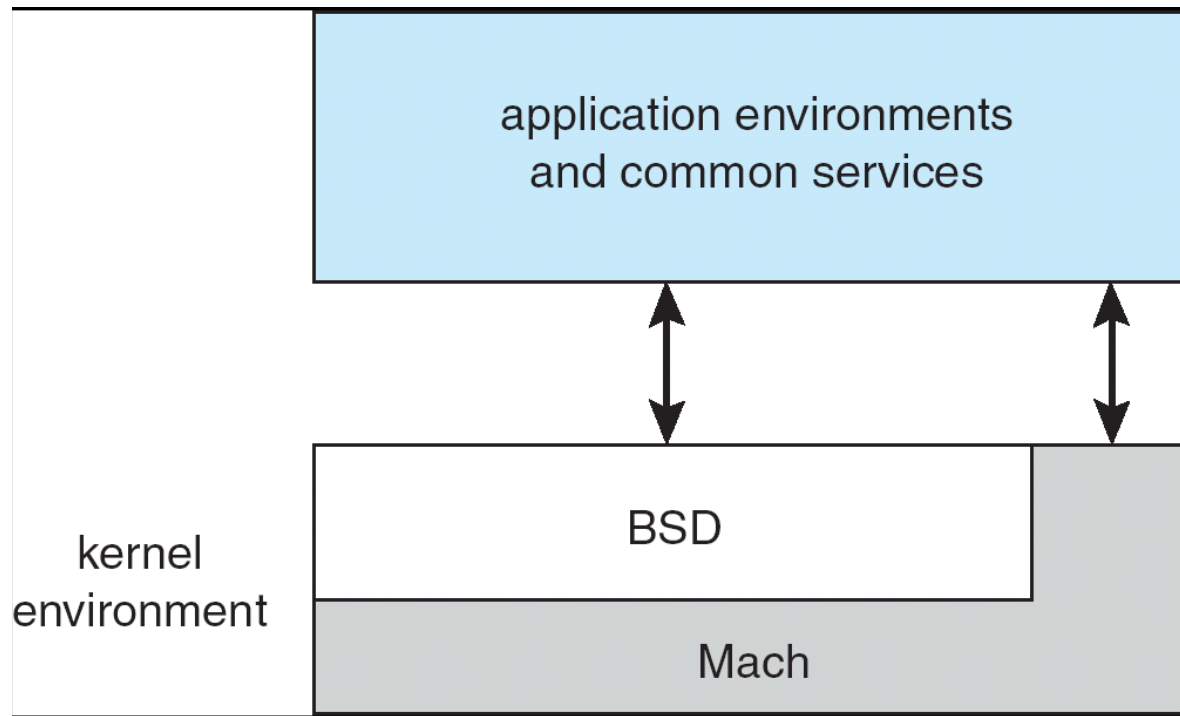 application environments
and common services
BSD
kernel
environment
Mach